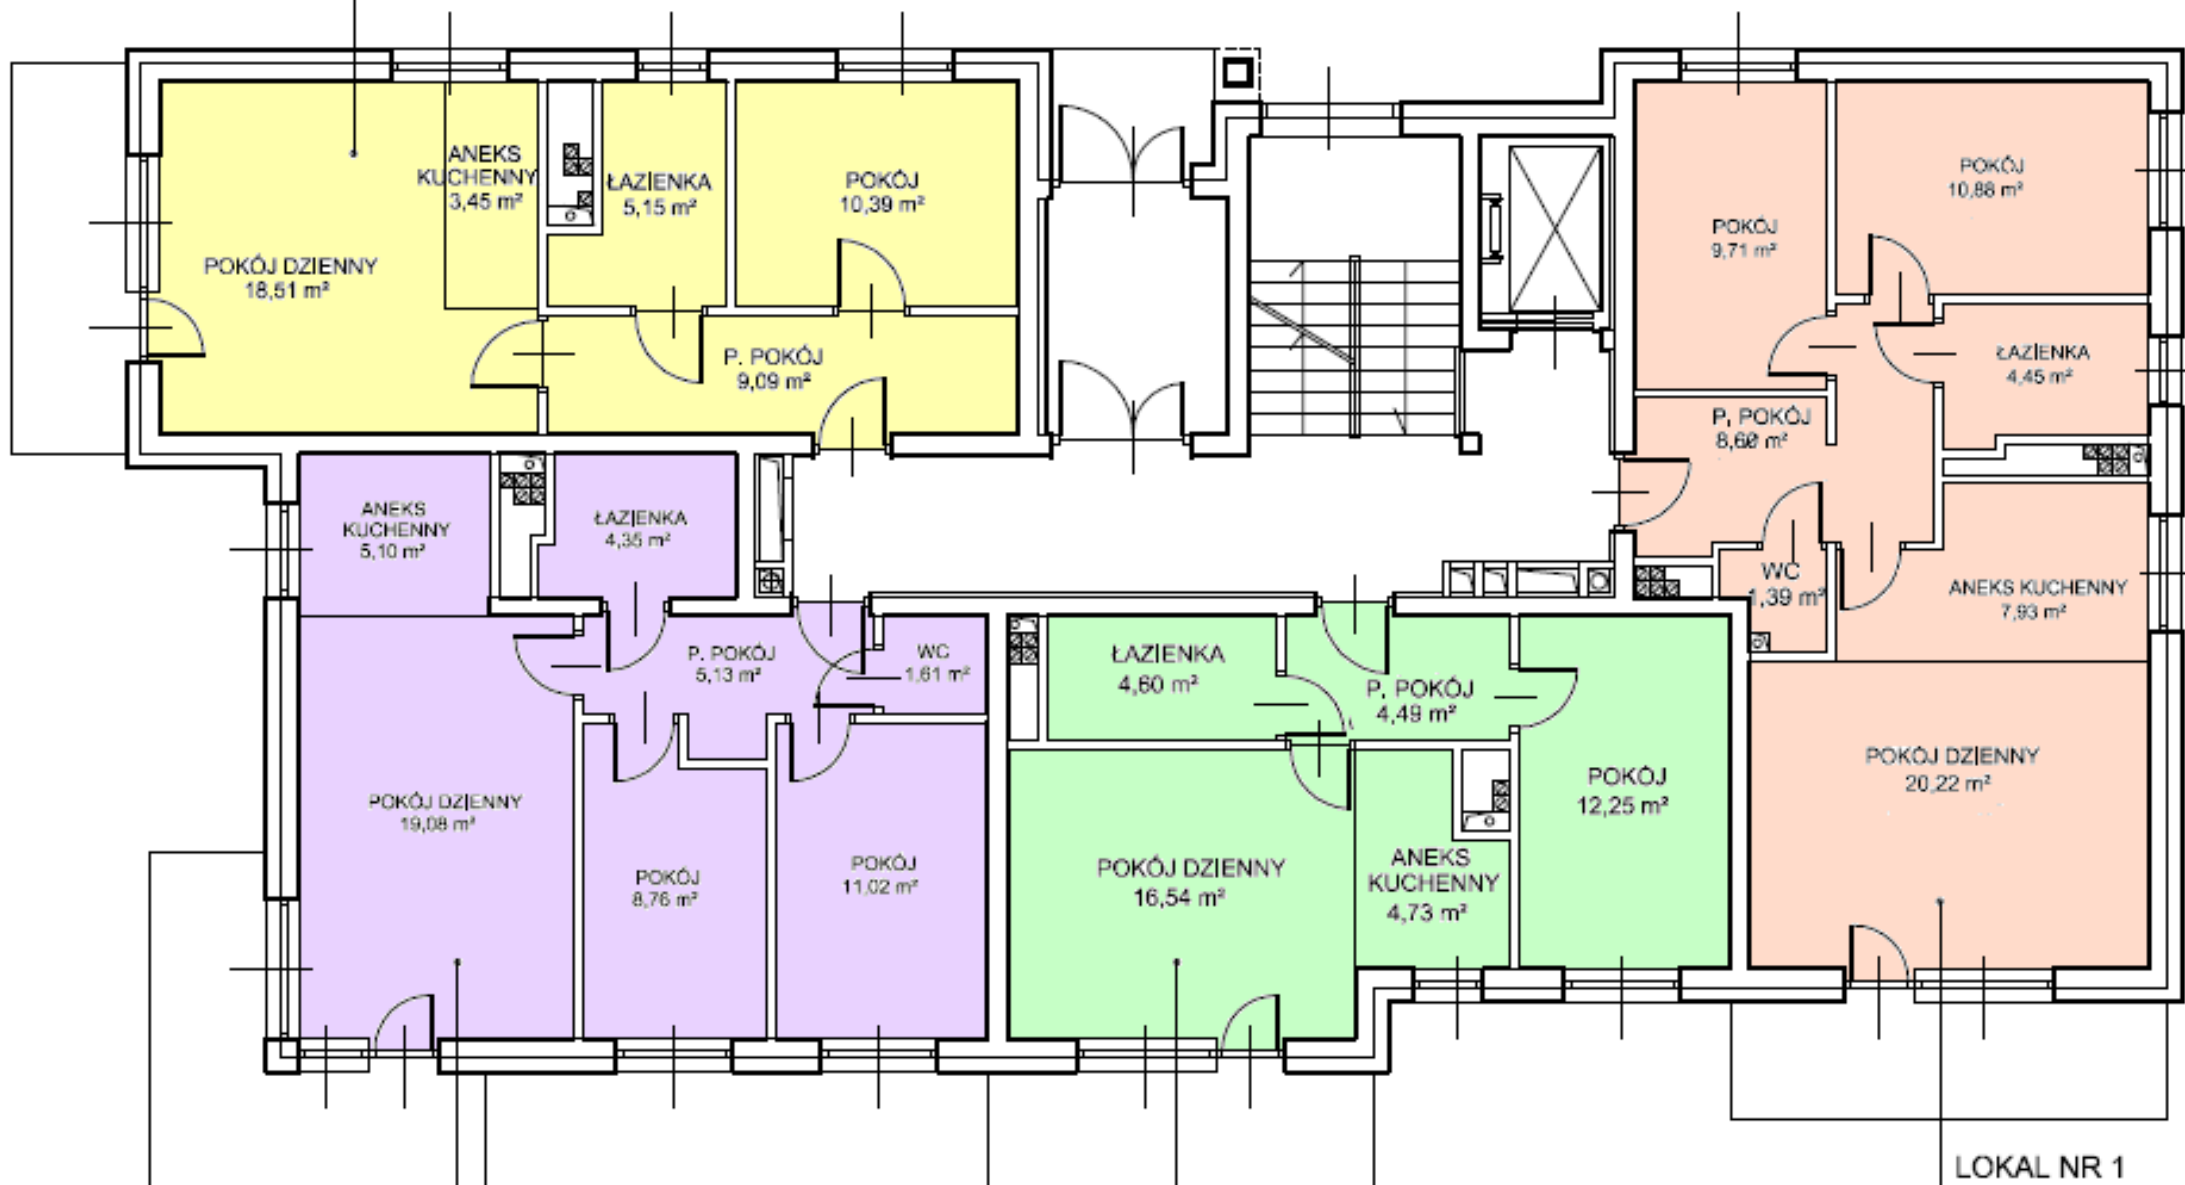 ANEKS
KUCHENNY
3,45 m²
ŁAZIENKA
5,15 m²
POKÓJ
10,39 m²
POKÓJ DZIENNY
18,51 m²
P. POKÓJ
9,09 m²
POKÓJ
9,71 m²
POKÓJ
10,88 m²
ŁAZIENKA
4,45 m²
P. POKÓJ
8,60 m²
WC
1,39 m²
ANEKS KUCHENNY
7,93 m²
POKÓJ DZIENNY
20,22 m²
ANEKS
KUCHENNY
5,10 m²
ŁAZIENKA
4,35 m²
P. POKÓJ
5,13 m²
WC
1,61 m²
POKÓJ DZIENNY
19,08 m²
POKÓJ
8,76 m²
POKÓJ
11,02 m²
ŁAZIENKA
4,60 m²
P. POKÓJ
4,49 m²
POKÓJ DZIENNY
16,54 m²
ANEKS
KUCHENNY
4,73 m²
POKÓJ
12,25 m²
LOKAL NR 1